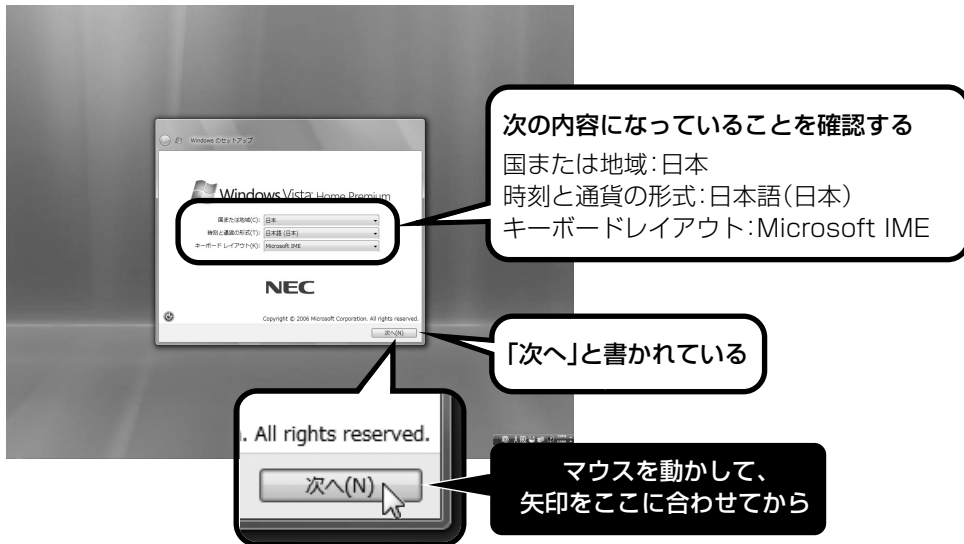 Windows のセットアップ
Windows Vista Home Premium
国または地域(C): 日本
時刻と通貨の形式(T): 日本語 (日本)
キーボード レイアウト(K): Microsoft IME
NEC
Copyright © 2006 Microsoft Corporation. All rights reserved.
次へ(N)
次の内容になっていることを確認する
国または地域:日本
時刻と通貨の形式:日本語(日本)
キーボードレイアウト:Microsoft IME
「次へ」と書かれている
. All rights reserved.
次へ(N)
マウスを動かして、
矢印をここに合わせてから